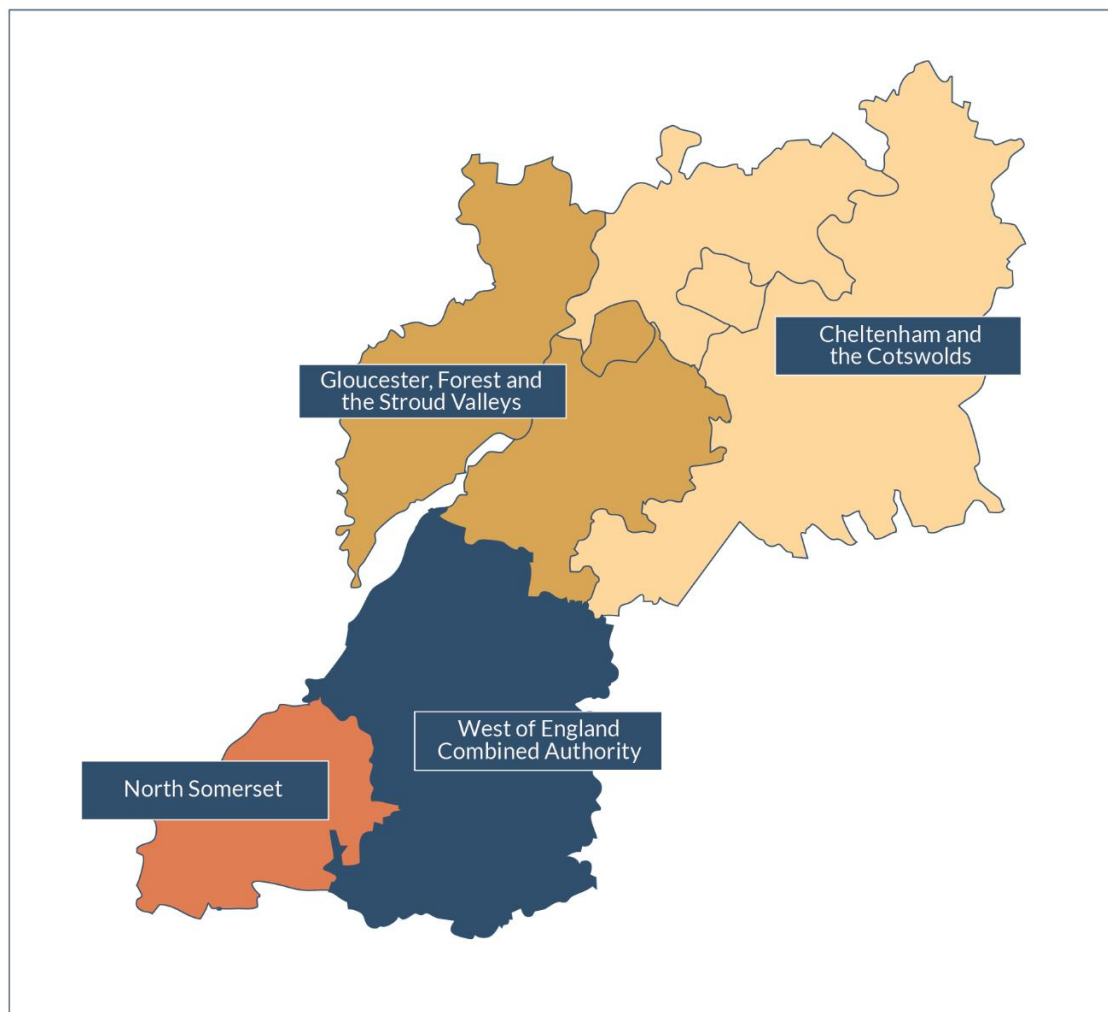 Cheltenham and
the Cotswolds
Gloucester, Forest and
the Stroud Valleys
West of England
Combined Authority
North Somerset